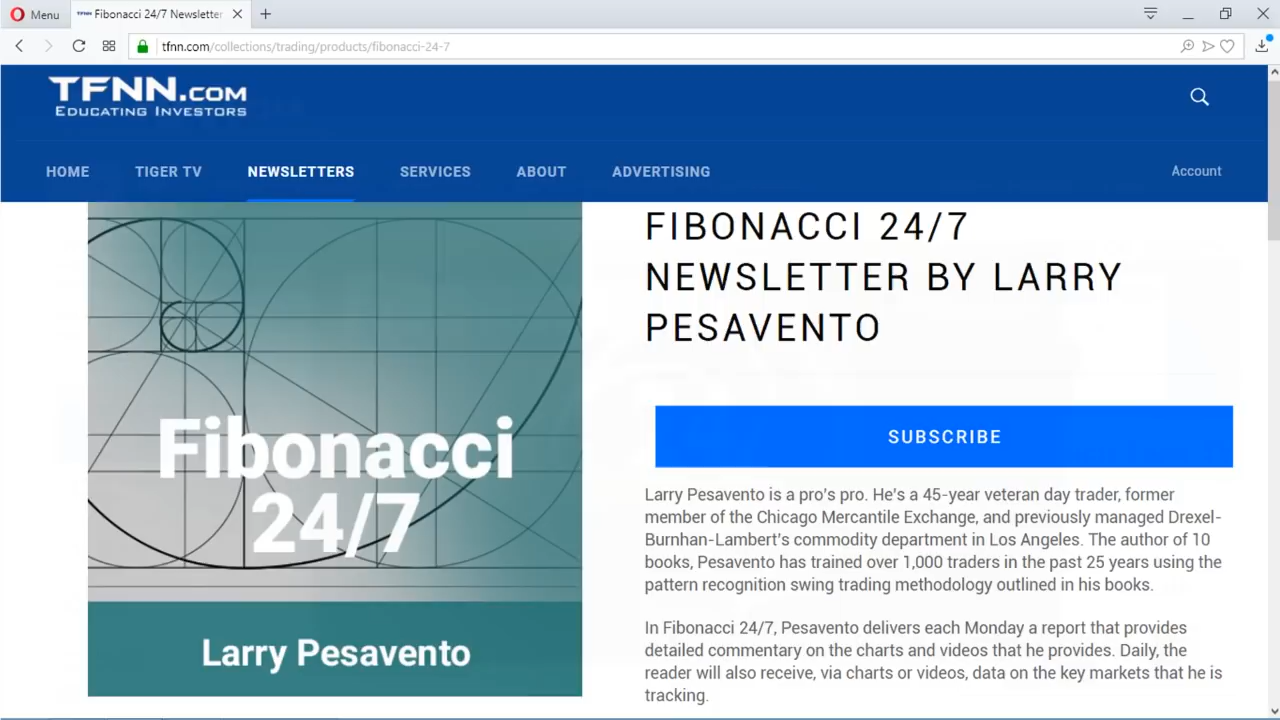 Menu
Fibonacci 24/7 Newsletter
tfnn.com/collections/trading/products/fibonacci-24-7
TFNN.COM
EDUCATING INVESTORS
HOME
TIGER TV
NEWSLETTERS
SERVICES
ABOUT
ADVERTISING
Account
Fibonacci
24/7
Larry Pesavento
FIBONACCI 24/7
NEWSLETTER BY LARRY
PESAVENTO
SUBSCRIBE
Larry Pesavento is a pro's pro. He's a 45-year veteran day trader, former
member of the Chicago Mercantile Exchange, and previously managed Drexel-
Burnhan-Lambert's commodity department in Los Angeles. The author of 10
books, Pesavento has trained over 1,000 traders in the past 25 years using the
pattern recognition swing trading methodology outlined in his books.
In Fibonacci 24/7, Pesavento delivers each Monday a report that provides
detailed commentary on the charts and videos that he provides. Daily, the
reader will also receive, via charts or videos, data on the key markets that he is
tracking.